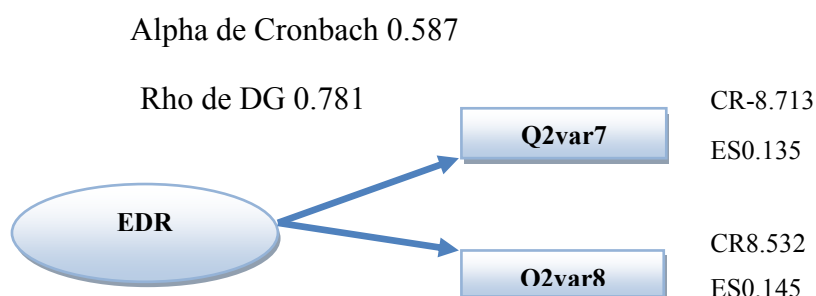 Alpha de Cronbach 0.587
Rho de DG 0.781
CR-8.713
Q2var7
ES0.135
EDR
CR8.532
Q2var8
ES0.145